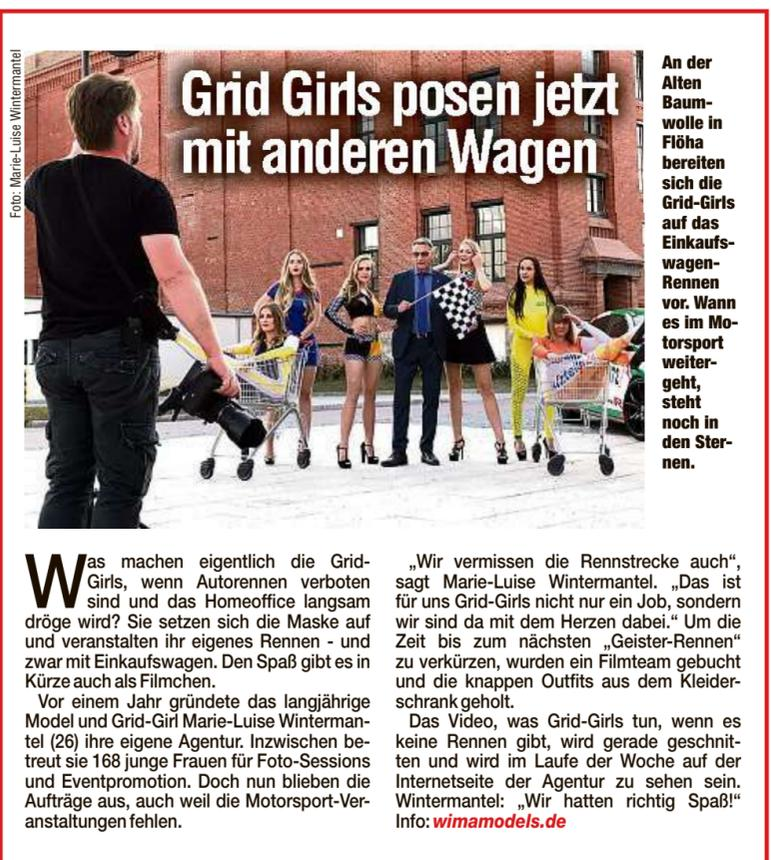 Foto: Marie-Luise Wintermantel
Grid Girls posen jetzt
mit anderen Wagen
An der
Alten
Baum-
wolle in
Flöha
bereiten
sich die
Grid-Girls
auf das
Einkaufs-
wagen-
Rennen
vor. Wann
es im Mo-
torsport
weiter-
geht,
steht
noch in
den Ster-
nen.
Was machen eigentlich die Grid-
Girls, wenn Autorennen verboten
sind und das Homeoffice langsam
dröge wird? Sie setzen sich die Maske auf
und veranstalten ihr eigenes Rennen - und
zwar mit Einkaufswagen. Den Spaß gibt es in
Kürze auch als Filmchen.
Vor einem Jahr gründete das langjährige
Model und Grid-Girl Marie-Luise Winterman-
tel (26) ihre eigene Agentur. Inzwischen be-
treut sie 168 junge Frauen für Foto-Sessions
und Eventpromotion. Doch nun blieben die
Aufträge aus, auch weil die Motorsport-Ver-
anstaltungen fehlen.
„Wir vermissen die Rennstrecke auch“,
sagt Marie-Luise Wintermantel. „Das ist
für uns Grid-Girls nicht nur ein Job, sondern
wir sind da mit dem Herzen dabei.“ Um die
Zeit bis zum nächsten „Geister-Rennen“
zu verkürzen, wurden ein Filmteam gebucht
und die knappen Outfits aus dem Kleider-
schrank geholt.
Das Video, was Grid-Girls tun, wenn es
keine Rennen gibt, wird gerade geschnit-
ten und wird im Laufe der Woche auf der
Internetseite der Agentur zu sehen sein.
Wintermantel: „Wir hatten richtig Spaß!“
Info: wimamodels.de